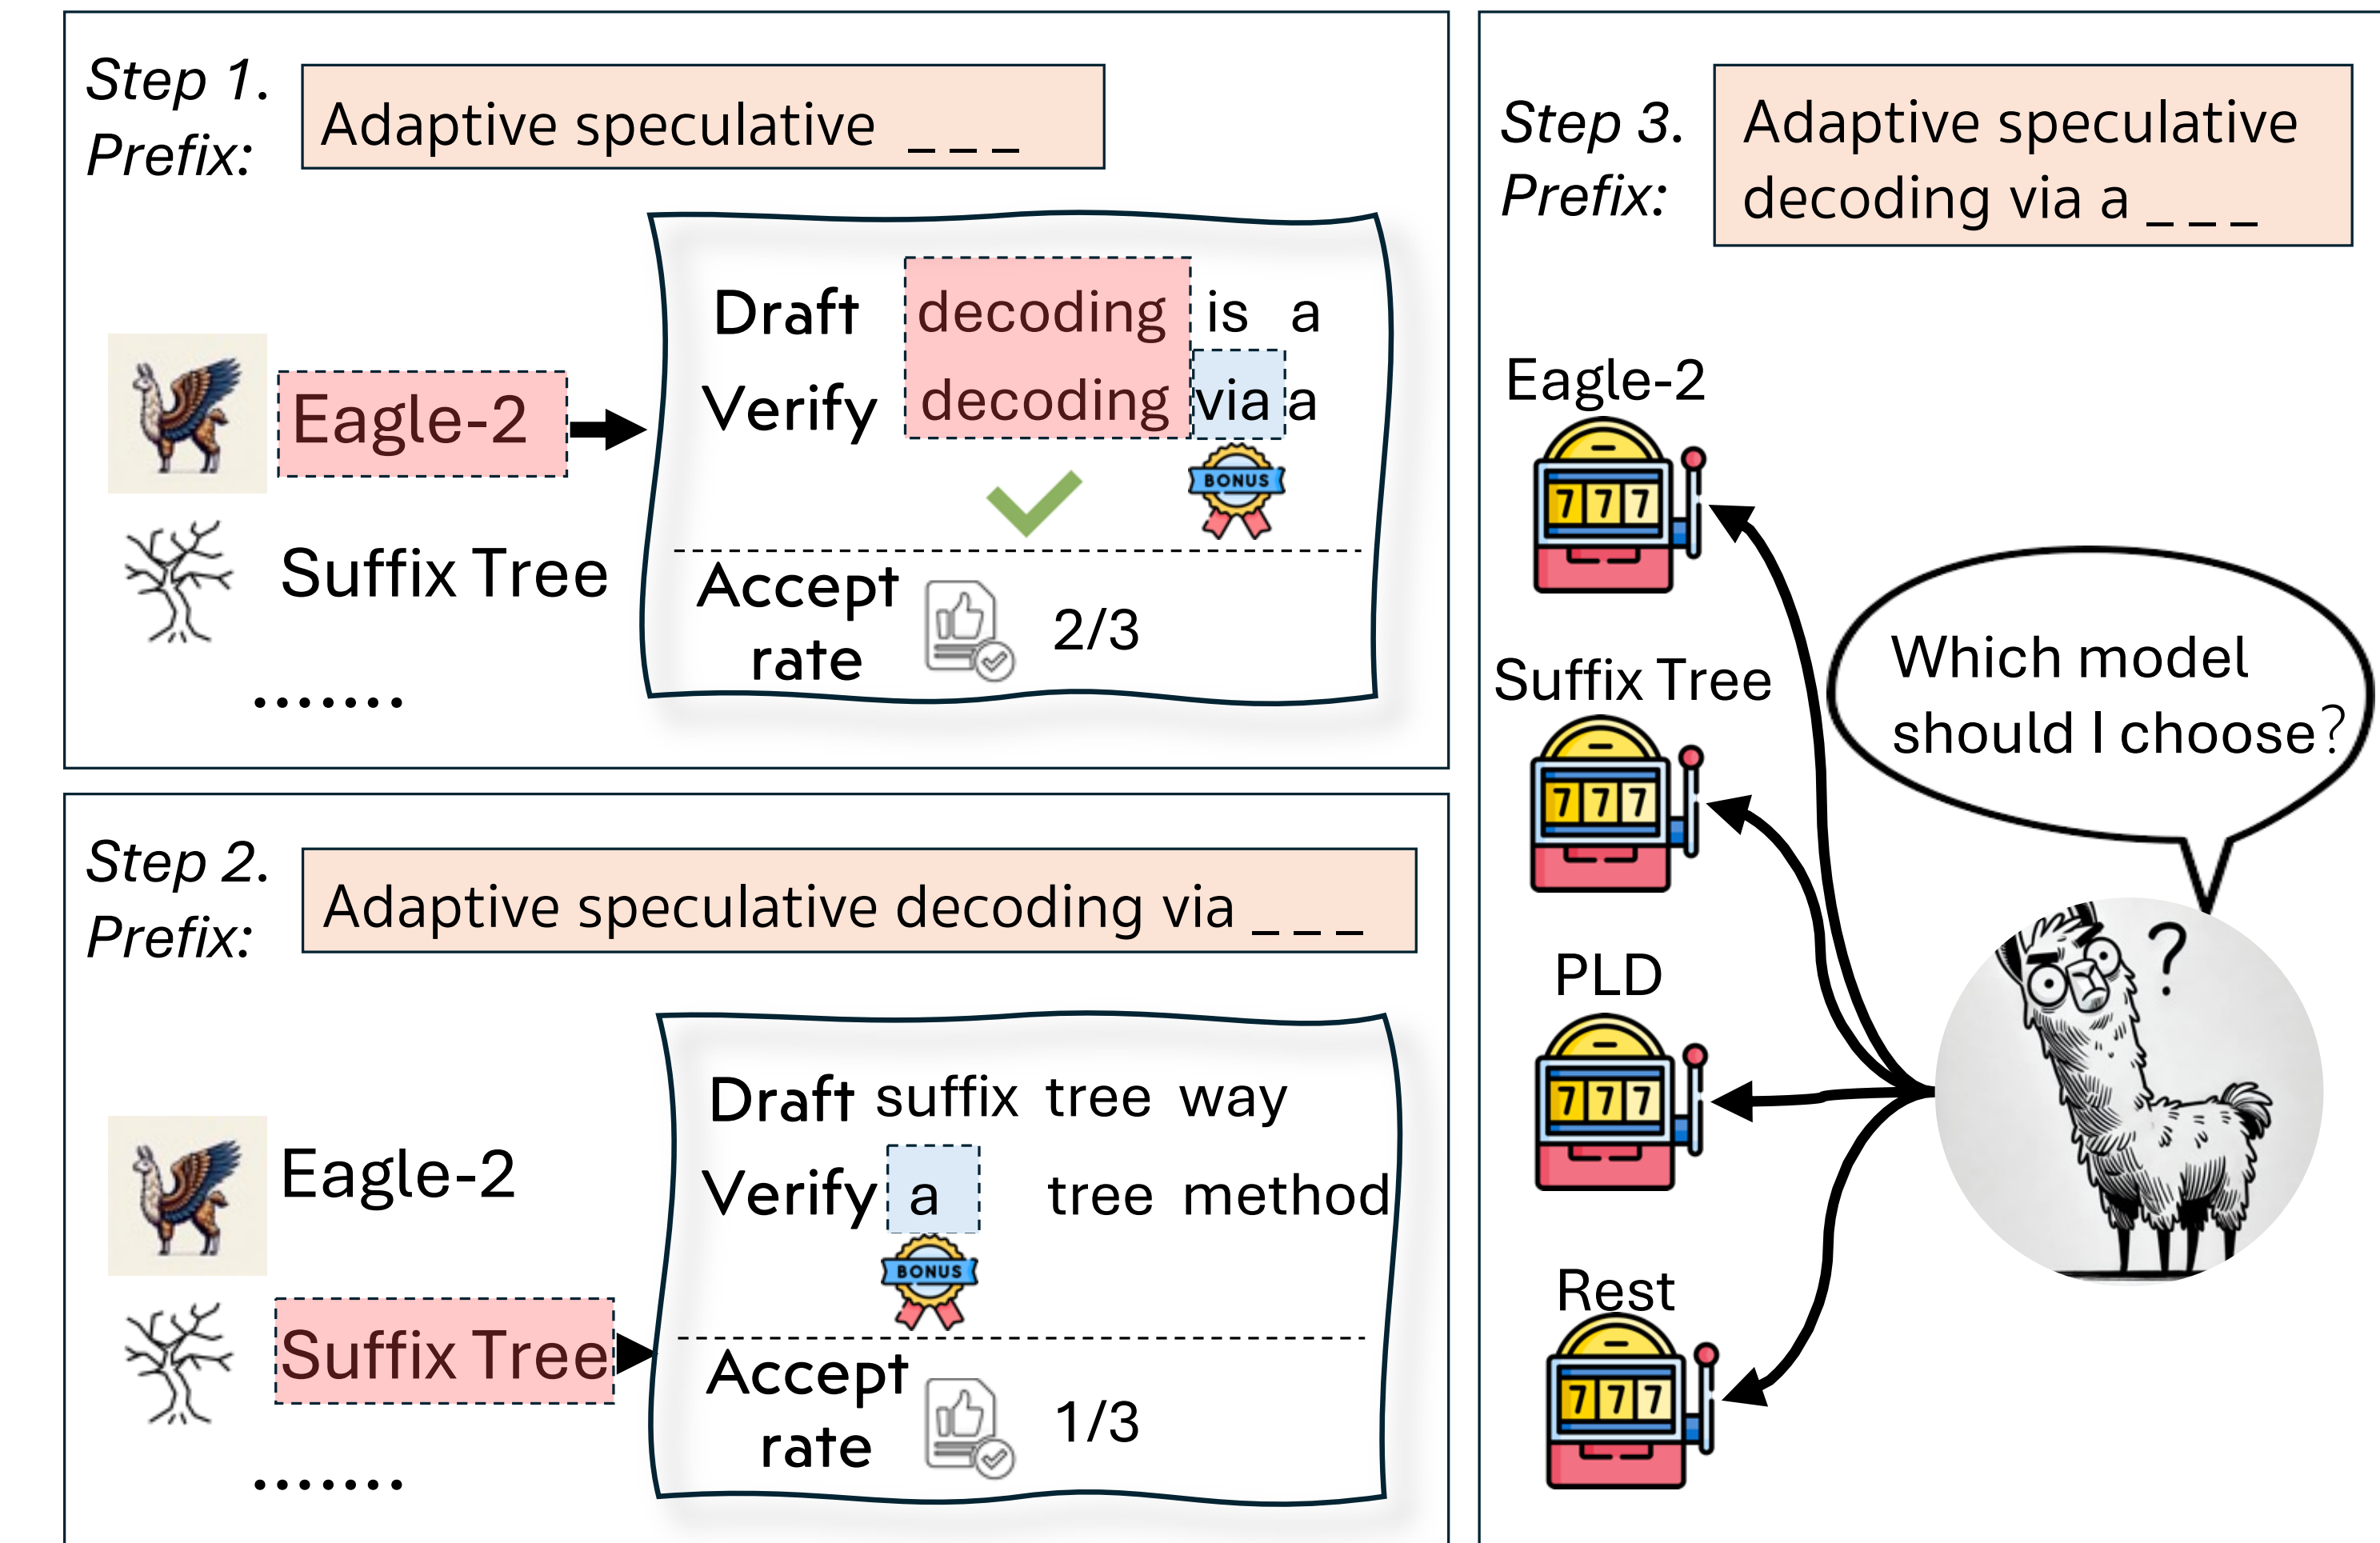 Step 1.
Prefix:
Adaptive speculative _ _ _
Eagle-2
Suffix Tree
.......
Draft decoding is a
Verify decoding via a
BONUS
Accept
rate
2/3
Step 2.
Prefix:
Adaptive speculative decoding via _ _ _
Eagle-2
Suffix Tree
.......
Draft suffix tree way
Verify a tree method
BONUS
Accept
rate
1/3
Step 3.
Prefix:
Adaptive speculative
decoding via a _ _ _
Eagle-2
777
Suffix Tree
777
PLD
777
Rest
777
Which model
should I choose?
?